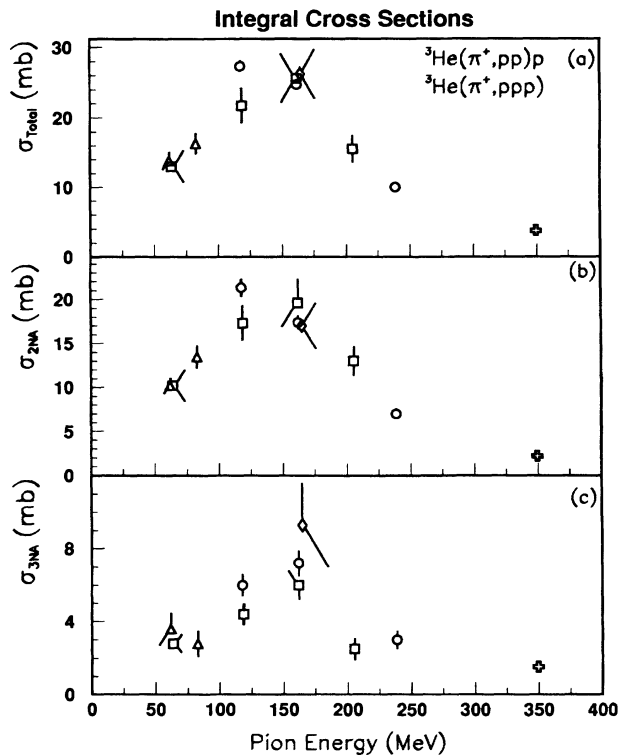 Integral Cross Sections
³He(π⁺,pp)p (a)
³He(π⁺,ppp)
σTotal (mb)
30
20
10
0
(b)
σ2NA (mb)
20
15
10
5
0
(c)
σ3NA (mb)
8
4
0
0 50 100 150 200 250 300 350 400
Pion Energy (MeV)